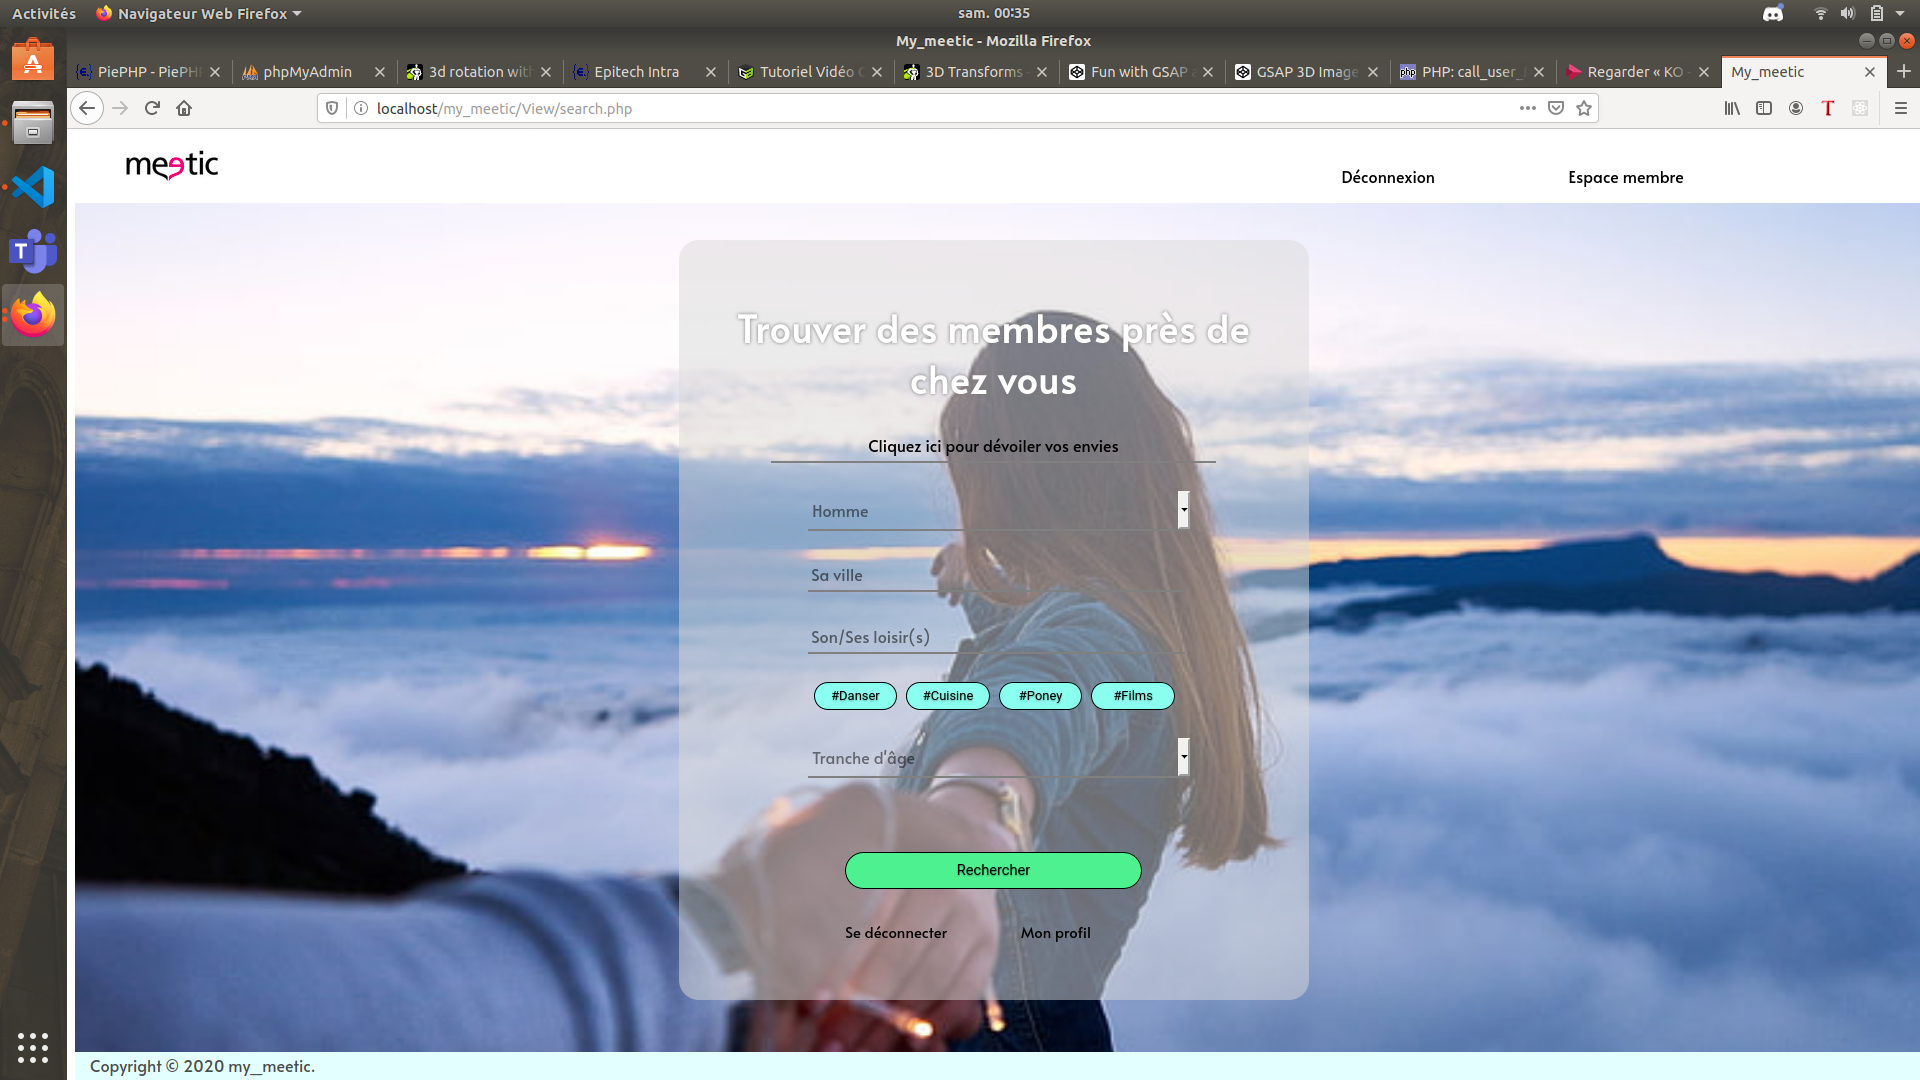 Activités Navigateur Web Firefox sam. 00:35
My_meetic - Mozilla Firefox
PiePHP - PiePH phpMyAdmin 3d rotation wit Epitech Intra Tutoriel Vidéo 3D Transforms Fun with GSAP GSAP 3D Image PHP: call_user_ Regarder « KO - My_meetic
localhost/my_meetic/View/search.php
meetic
Déconnexion Espace membre
Trouver des membres près de
chez vous
Cliquez ici pour dévoiler vos envies
Homme
Sa ville
Son/Ses loisir(s)
#Danser #Cuisine #Poney #Films
Tranche d'âge
Rechercher
Se déconnecter Mon profil
Copyright © 2020 my_meetic.